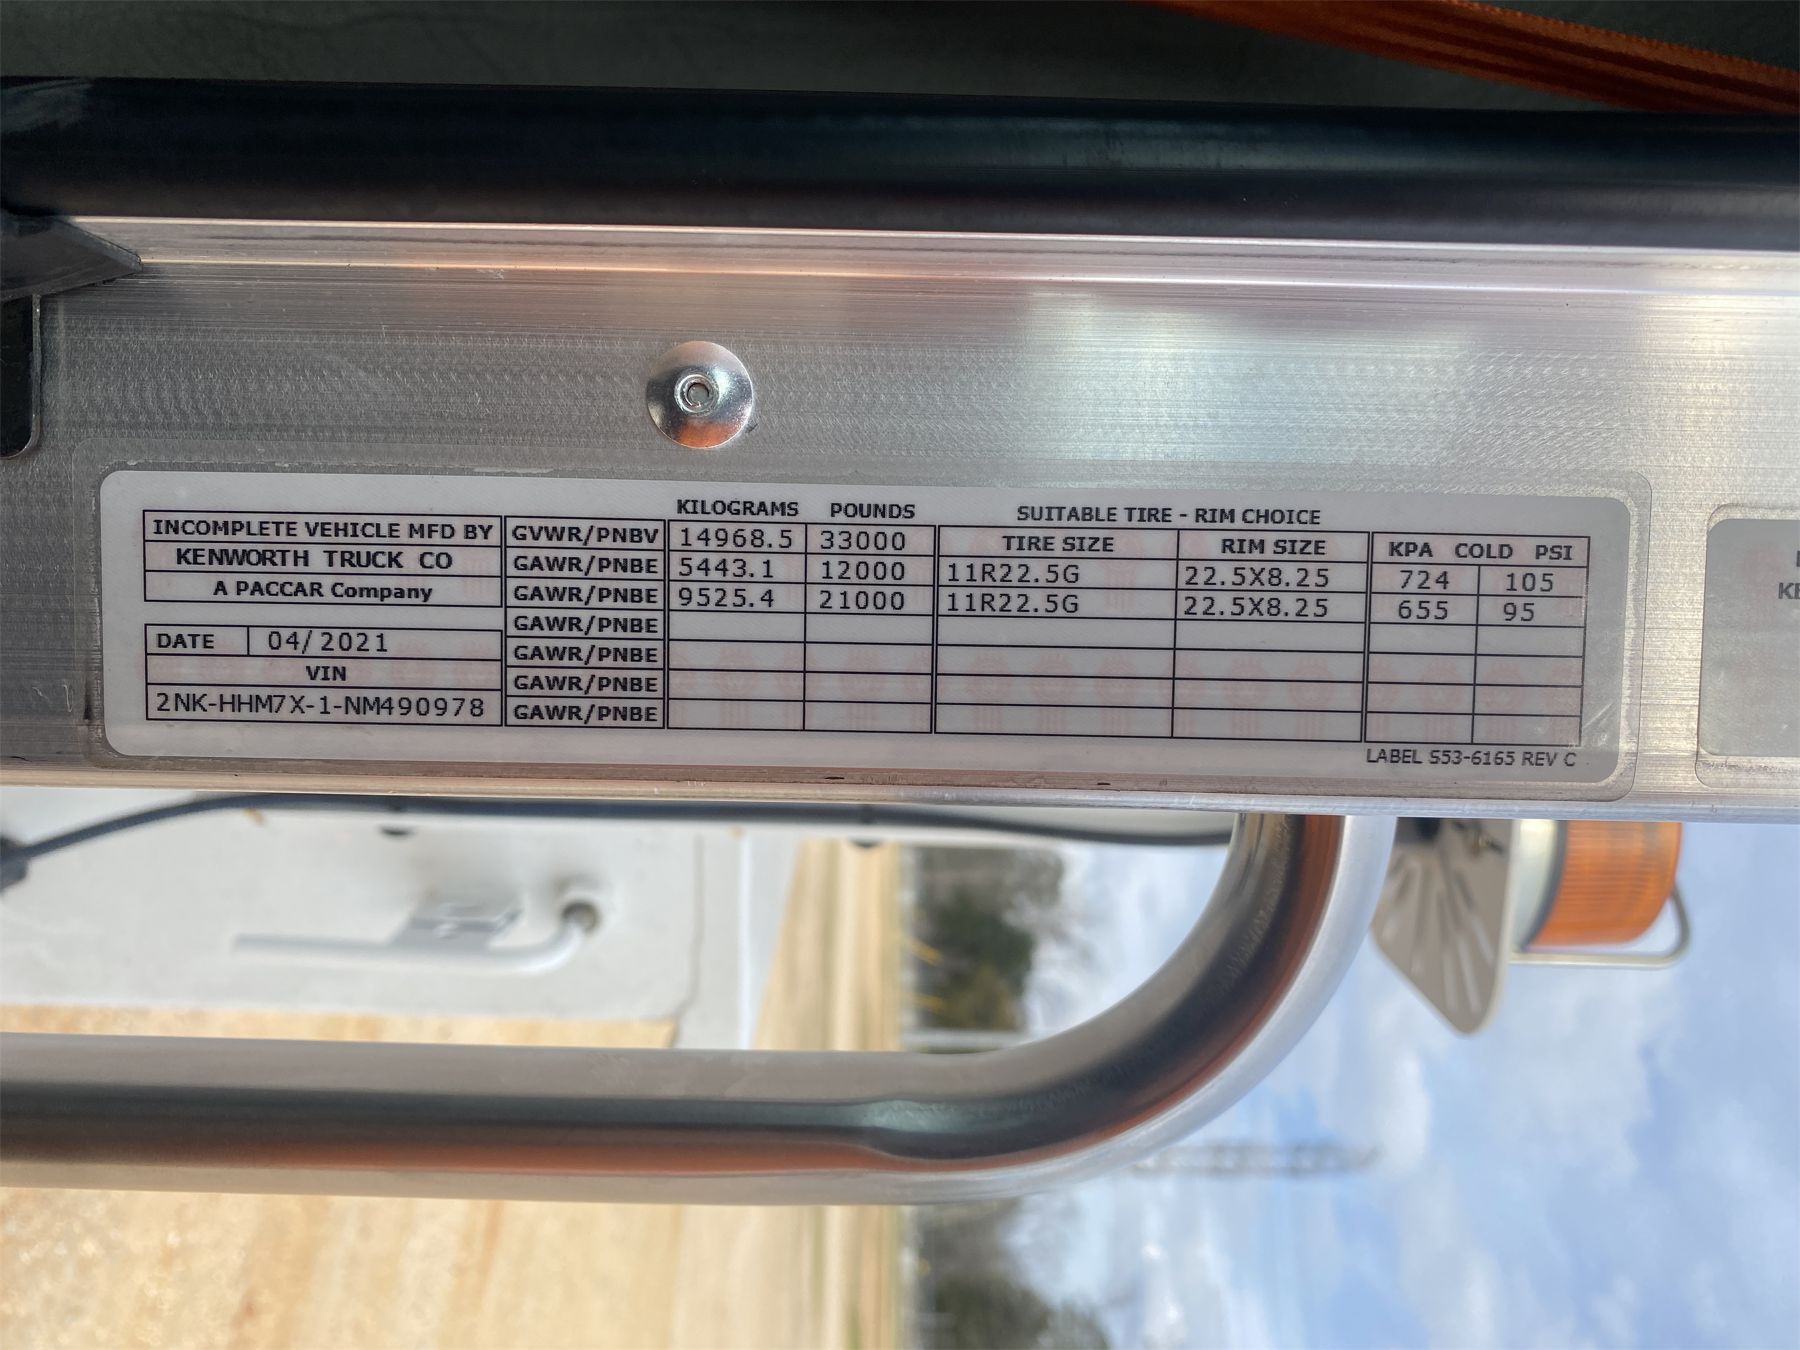 KILOGRAMS POUNDS SUITABLE TIRE - RIM CHOICE
INCOMPLETE VEHICLE MFD BY GVWR/PNBV 14968.5 33000 TIRE SIZE RIM SIZE KPA COLD PSI
KENWORTH TRUCK CO GAWR/PNBE 5443.1 12000 11R22.5G 22.5X8.25 724 105
A PACCAR Company GAWR/PNBE 9525.4 21000 11R22.5G 22.5X8.25 655 95
GAWR/PNBE
DATE 04/2021 GAWR/PNBE
VIN GAWR/PNBE
2NK-HHM7X-1-NM490978 GAWR/PNBE
LABEL S53-6165 REV C